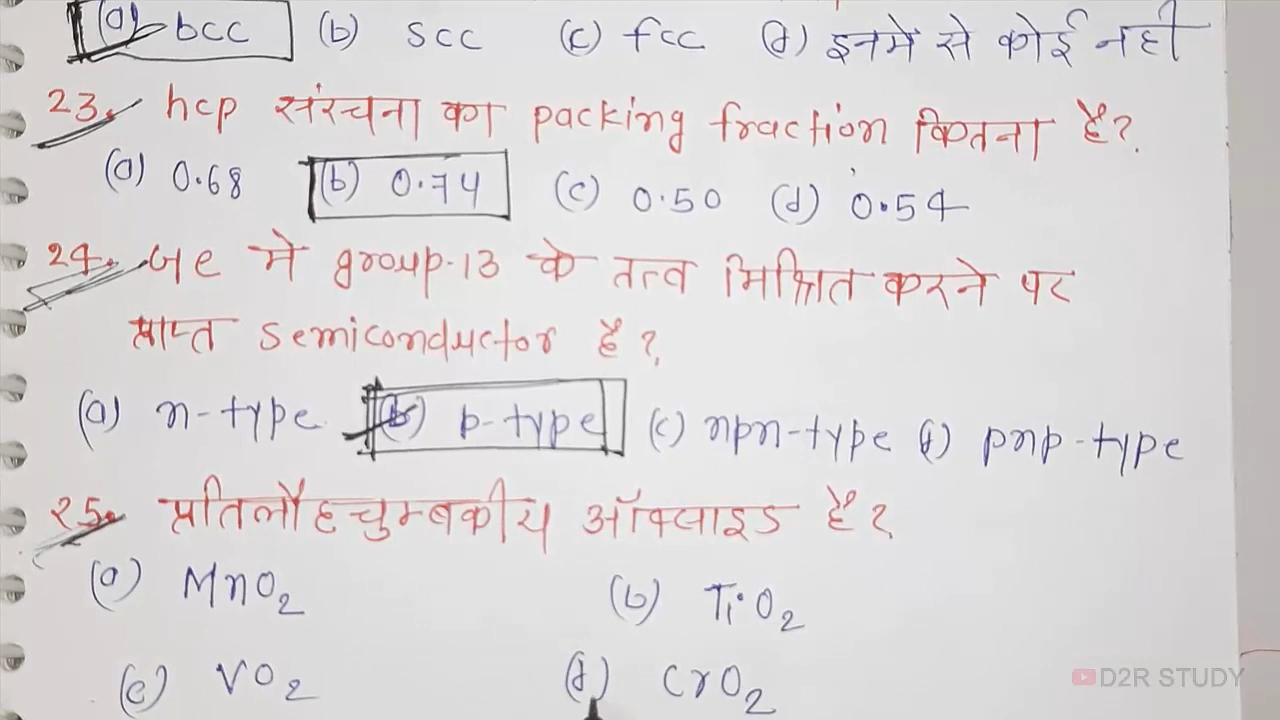 (a) bcc (b) scc (c) fcc (d) इनमें से कोई नही
23. hcp संरचना का packing fraction कितना है?
(a) 0.68 (b) 0.74 (c) 0.50 (d) 0.54
24. Ge मे group-13 के तत्व मिश्रित करने पर
प्राप्त semiconductor है?
(a) n-type (b) p-type (c) npn-type (d) pnp-type
25. प्रतिलौहचुम्बकीय ऑक्साइड है?
(a) MnO₂ (b) TiO₂
(c) VO₂ (d) CrO₂
D2R STUDY